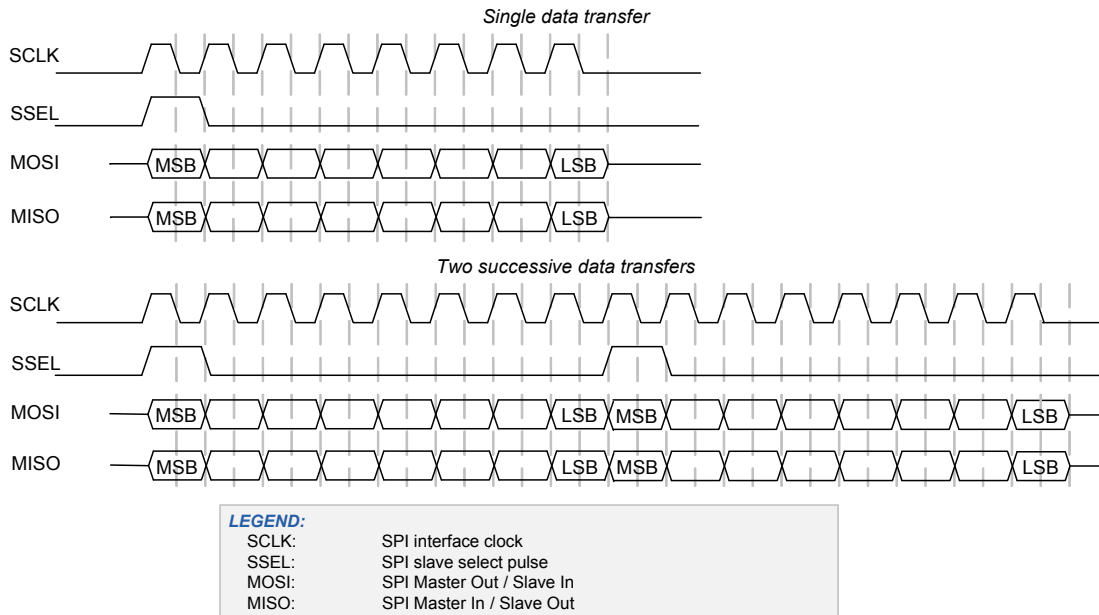 Single data transfer
SCLK
SSEL
MOSI MSB LSB
MISO MSB LSB
Two successive data transfers
SCLK
SSEL
MOSI MSB LSB MSB LSB
MISO MSB LSB MSB LSB
LEGEND:
SCLK: SPI interface clock
SSEL: SPI slave select pulse
MOSI: SPI Master Out / Slave In
MISO: SPI Master In / Slave Out